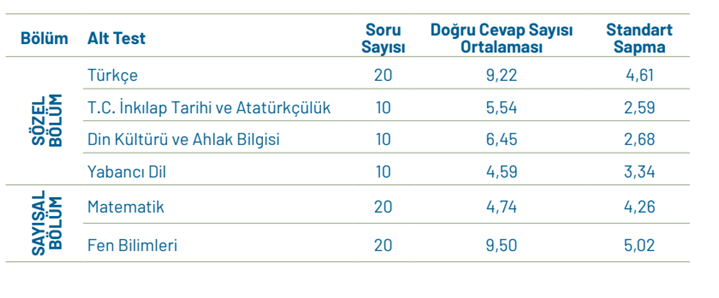 Bölüm Alt Test Soru Sayısı Doğru Cevap Sayısı Ortalaması Standart Sapma
SÖZEL BÖLÜM
Türkçe 20 9,22 4,61
T.C. İnkılap Tarihi ve Atatürkçülük 10 5,54 2,59
Din Kültürü ve Ahlak Bilgisi 10 6,45 2,68
Yabancı Dil 10 4,59 3,34
SAYISAL BÖLÜM
Matematik 20 4,74 4,26
Fen Bilimleri 20 9,50 5,02